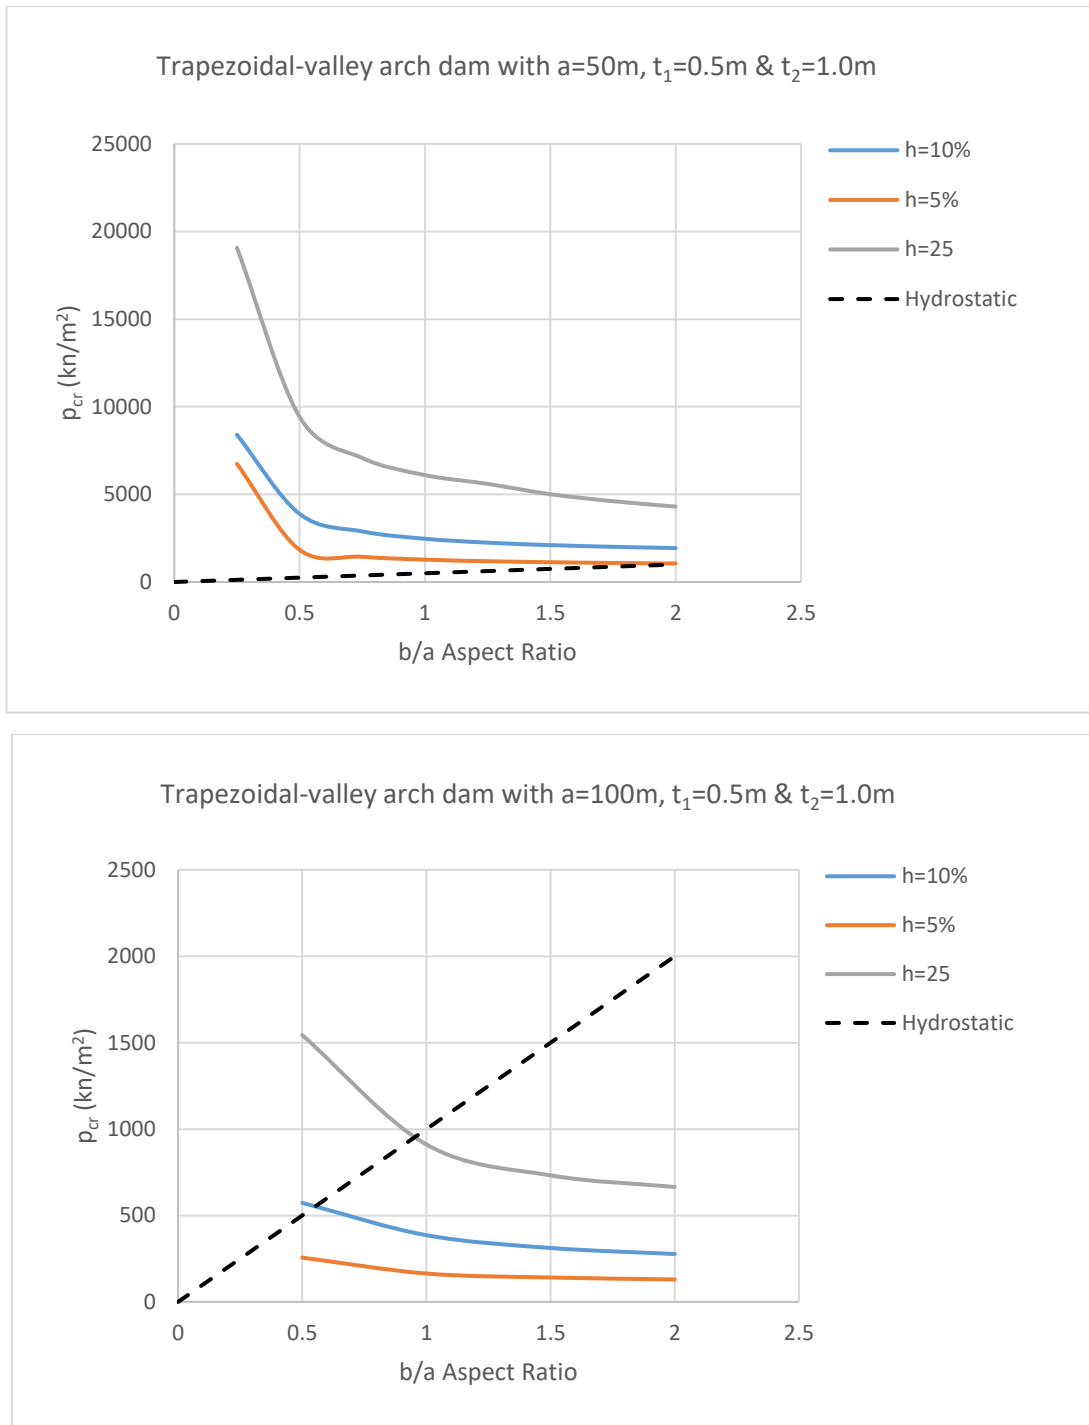 Trapezoidal-valley arch dam with a=50m, t₁=0.5m & t₂=1.0m
25000
20000
15000
10000
5000
0
p_cr (kn/m²)
0 0.5 1 1.5 2 2.5
b/a Aspect Ratio
h=10%
h=5%
h=25
Hydrostatic
Trapezoidal-valley arch dam with a=100m, t₁=0.5m & t₂=1.0m
2500
2000
1500
1000
500
0
p_cr (kn/m²)
0 0.5 1 1.5 2 2.5
b/a Aspect Ratio
h=10%
h=5%
h=25
Hydrostatic